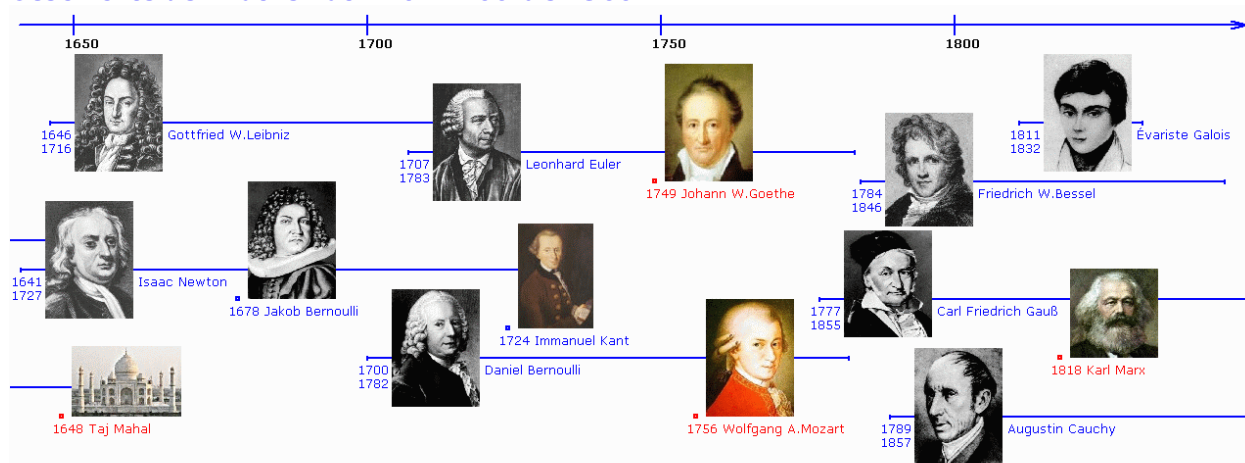 1650
1700
1750
1800
1646
1716
Gottfried W.Leibniz
1707
1783
Leonhard Euler
1749 Johann W.Goethe
1784
1846
Friedrich W.Bessel
1811
1832
Évariste Galois
1641
1727
Isaac Newton
1678 Jakob Bernoulli
1724 Immanuel Kant
1700
1782
Daniel Bernoulli
1777
1855
Carl Friedrich Gauß
1818 Karl Marx
1648 Taj Mahal
1756 Wolfgang A.Mozart
1789
1857
Augustin Cauchy